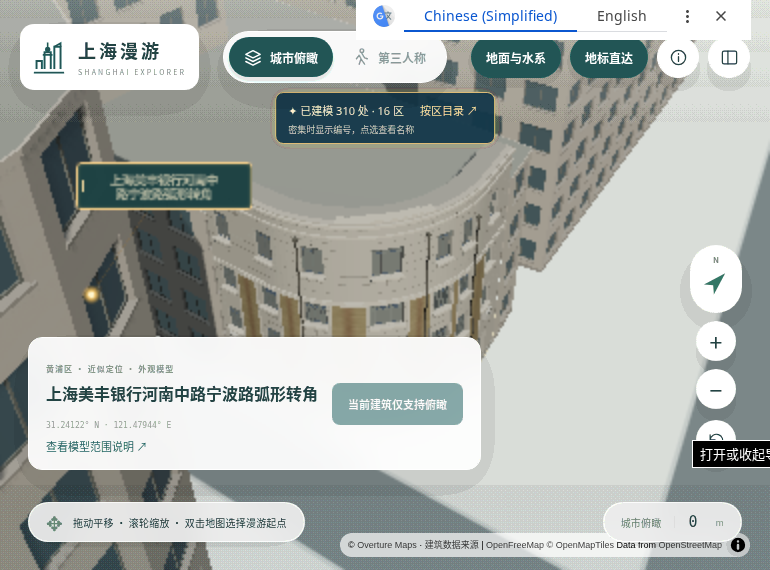 Chinese (Simplified)
English
上海漫游
SHANGHAI EXPLORER
城市俯瞰
第三人称
地面与水系
地标直达
✦ 已建模 310 处 · 16 区 按区目录 ↗
密集时显示编号，点选查看名称
上海美丰银行河南中
路宁波路弧形转角
N
黄浦区 · 近似定位 · 外观模型
上海美丰银行河南中路宁波路弧形转角
当前建筑仅支持俯瞰
31.24122° N · 121.47944° E
查看模型范围说明 ↗
打开或收起
拖动平移 · 滚轮缩放 · 双击地图选择漫游起点
城市俯瞰 0 m
© Overture Maps · 建筑数据来源 | OpenFreeMap © OpenMapTiles Data from OpenStreetMap